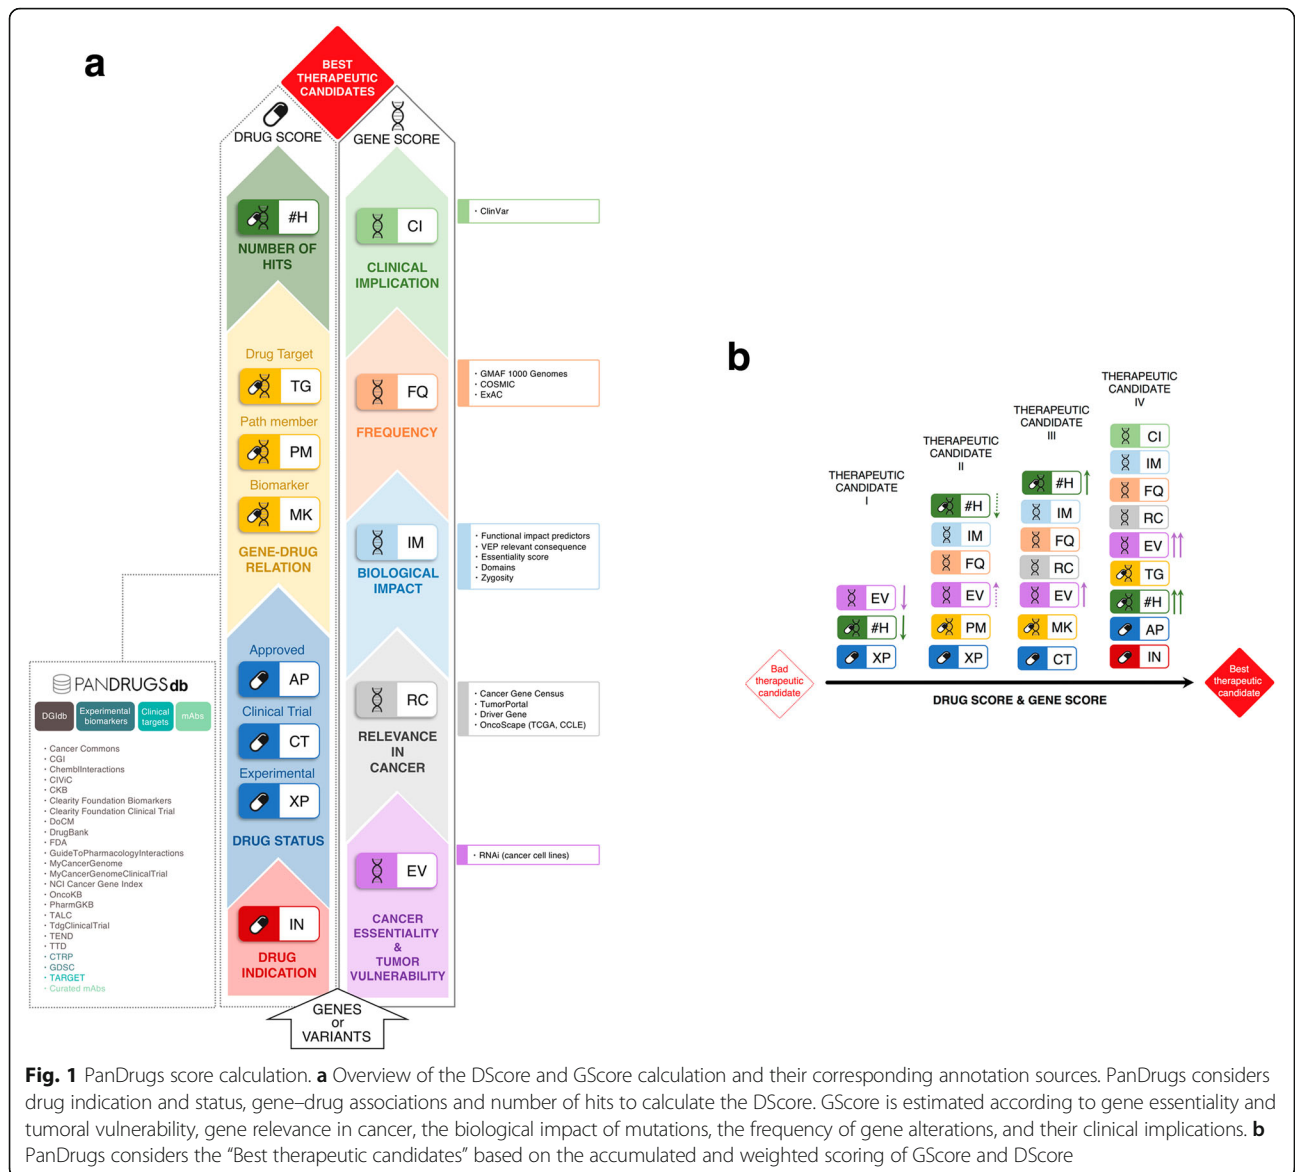 a
BEST
THERAPEUTIC
CANDIDATES
DRUG SCORE
GENE SCORE
#H
NUMBER OF
HITS
Drug Target
TG
Path member
PM
Biomarker
MK
GENE-DRUG
RELATION
Approved
AP
Clinical Trial
CT
Experimental
XP
DRUG STATUS
IN
DRUG
INDICATION
CI
CLINICAL
IMPLICATION
FQ
FREQUENCY
IM
BIOLOGICAL
IMPACT
RC
RELEVANCE
IN
CANCER
EV
CANCER
ESSENTIALITY
&
TUMOR
VULNERABILITY
GENES
or
VARIANTS
• ClinVar
• GMAF 1000 Genomes
• COSMIC
• ExAC
• Functional impact predictors
• VEP relevant consequence
• Essentiality score
• Domains
• Zygosity
• Cancer Gene Census
• TumorPortal
• Driver Gene
• OncoScape (TCGA, CCLE)
• RNAi (cancer cell lines)
PANDRUGSdb
DGIdb
Experimental
biomarkers
Clinical
targets
mAbs
• Cancer Commons
• CGI
• ChemblInteractions
• CIViC
• CKB
• Clearity Foundation Biomarkers
• Clearity Foundation Clinical Trial
• DoCM
• DrugBank
• FDA
• GuideToPharmacologyInteractions
• MyCancerGenome
• MyCancerGenomeClinicalTrial
• NCI Cancer Gene Index
• OncoKB
• PharmGKB
• TALC
• TdgClinicalTrial
• TEND
• TTD
• CTRP
• GDSC
• TARGET
• Curated mAbs
b
THERAPEUTIC
CANDIDATE
I
EV
#H
XP
THERAPEUTIC
CANDIDATE
II
#H
IM
FQ
EV
PM
XP
THERAPEUTIC
CANDIDATE
III
#H
IM
FQ
RC
EV
MK
CT
THERAPEUTIC
CANDIDATE
IV
CI
IM
FQ
RC
EV
TG
#H
AP
IN
Bad
therapeutic
candidate
DRUG SCORE & GENE SCORE
Best
therapeutic
candidate
Fig. 1 PanDrugs score calculation. a Overview of the DScore and GScore calculation and their corresponding annotation sources. PanDrugs considers
drug indication and status, gene–drug associations and number of hits to calculate the DScore. GScore is estimated according to gene essentiality and
tumoral vulnerability, gene relevance in cancer, the biological impact of mutations, the frequency of gene alterations, and their clinical implications. b
PanDrugs considers the “Best therapeutic candidates” based on the accumulated and weighted scoring of GScore and DScore